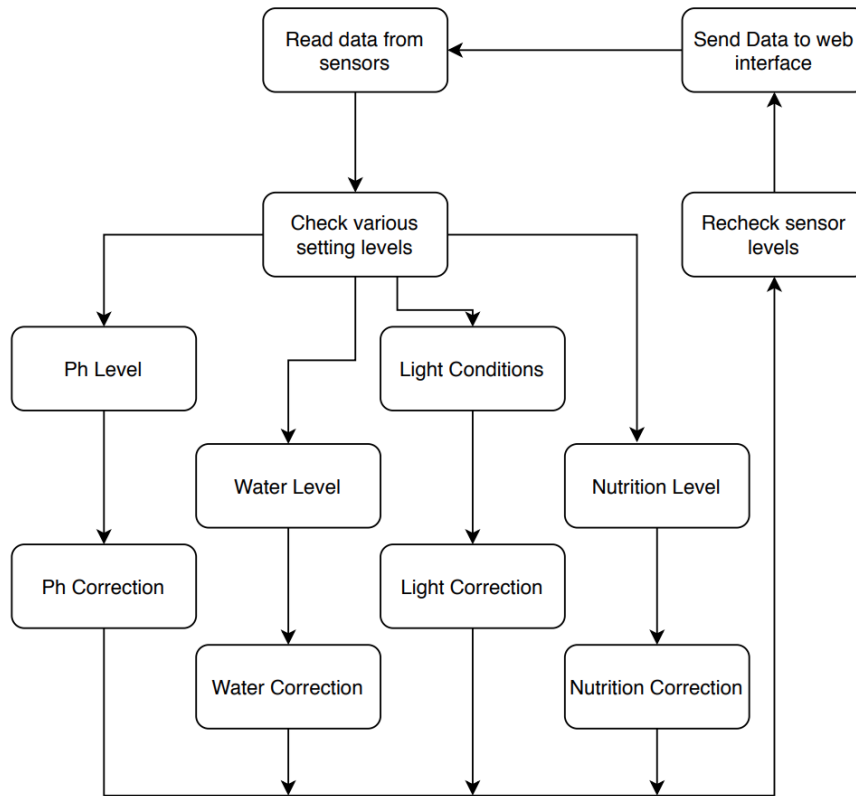 Read data from
sensors
Send Data to web
interface
Check various
setting levels
Recheck sensor
levels
Ph Level
Light Conditions
Water Level
Nutrition Level
Ph Correction
Light Correction
Water Correction
Nutrition Correction